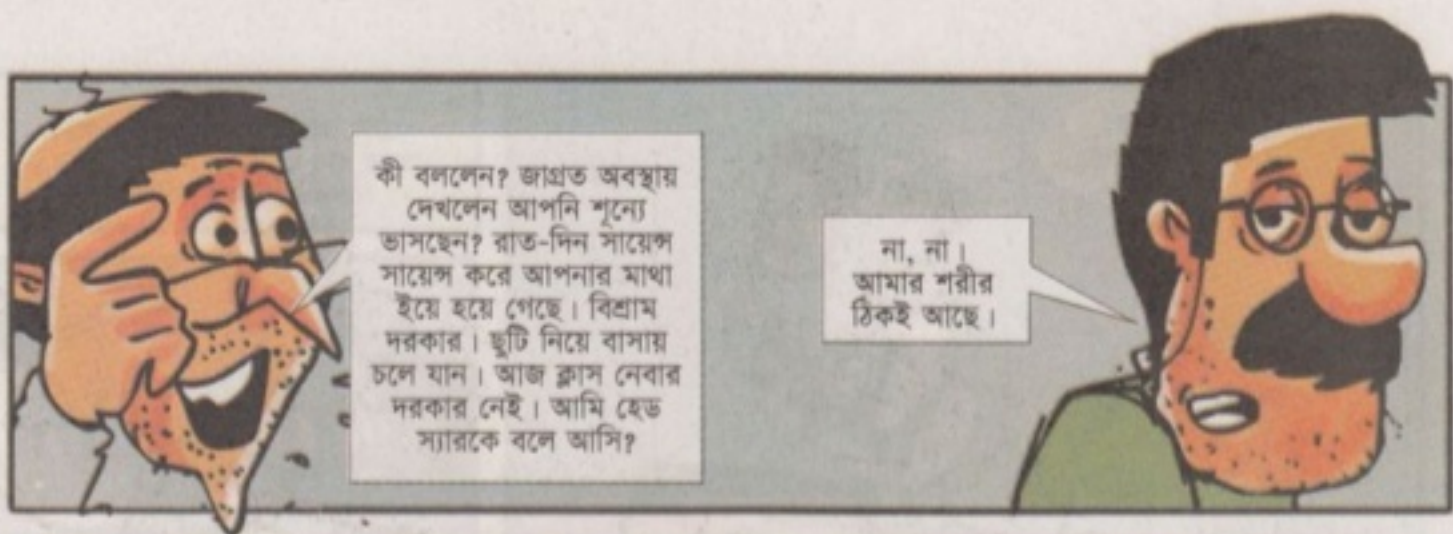 কী বললেন? জাগ্রত অবস্থায়
দেখলেন আপনি শূন্যে
ভাসছেন? রাত-দিন সায়েন্স
সায়েন্স করে আপনার মাথা
ইয়ে হয়ে গেছে। বিশ্রাম
দরকার। ছুটি নিয়ে বাসায়
চলে যান। আজ ক্লাস নেবার
দরকার নেই। আমি হেড
স্যারকে বলে আসি?
না, না।
আমার শরীর
ঠিকই আছে।